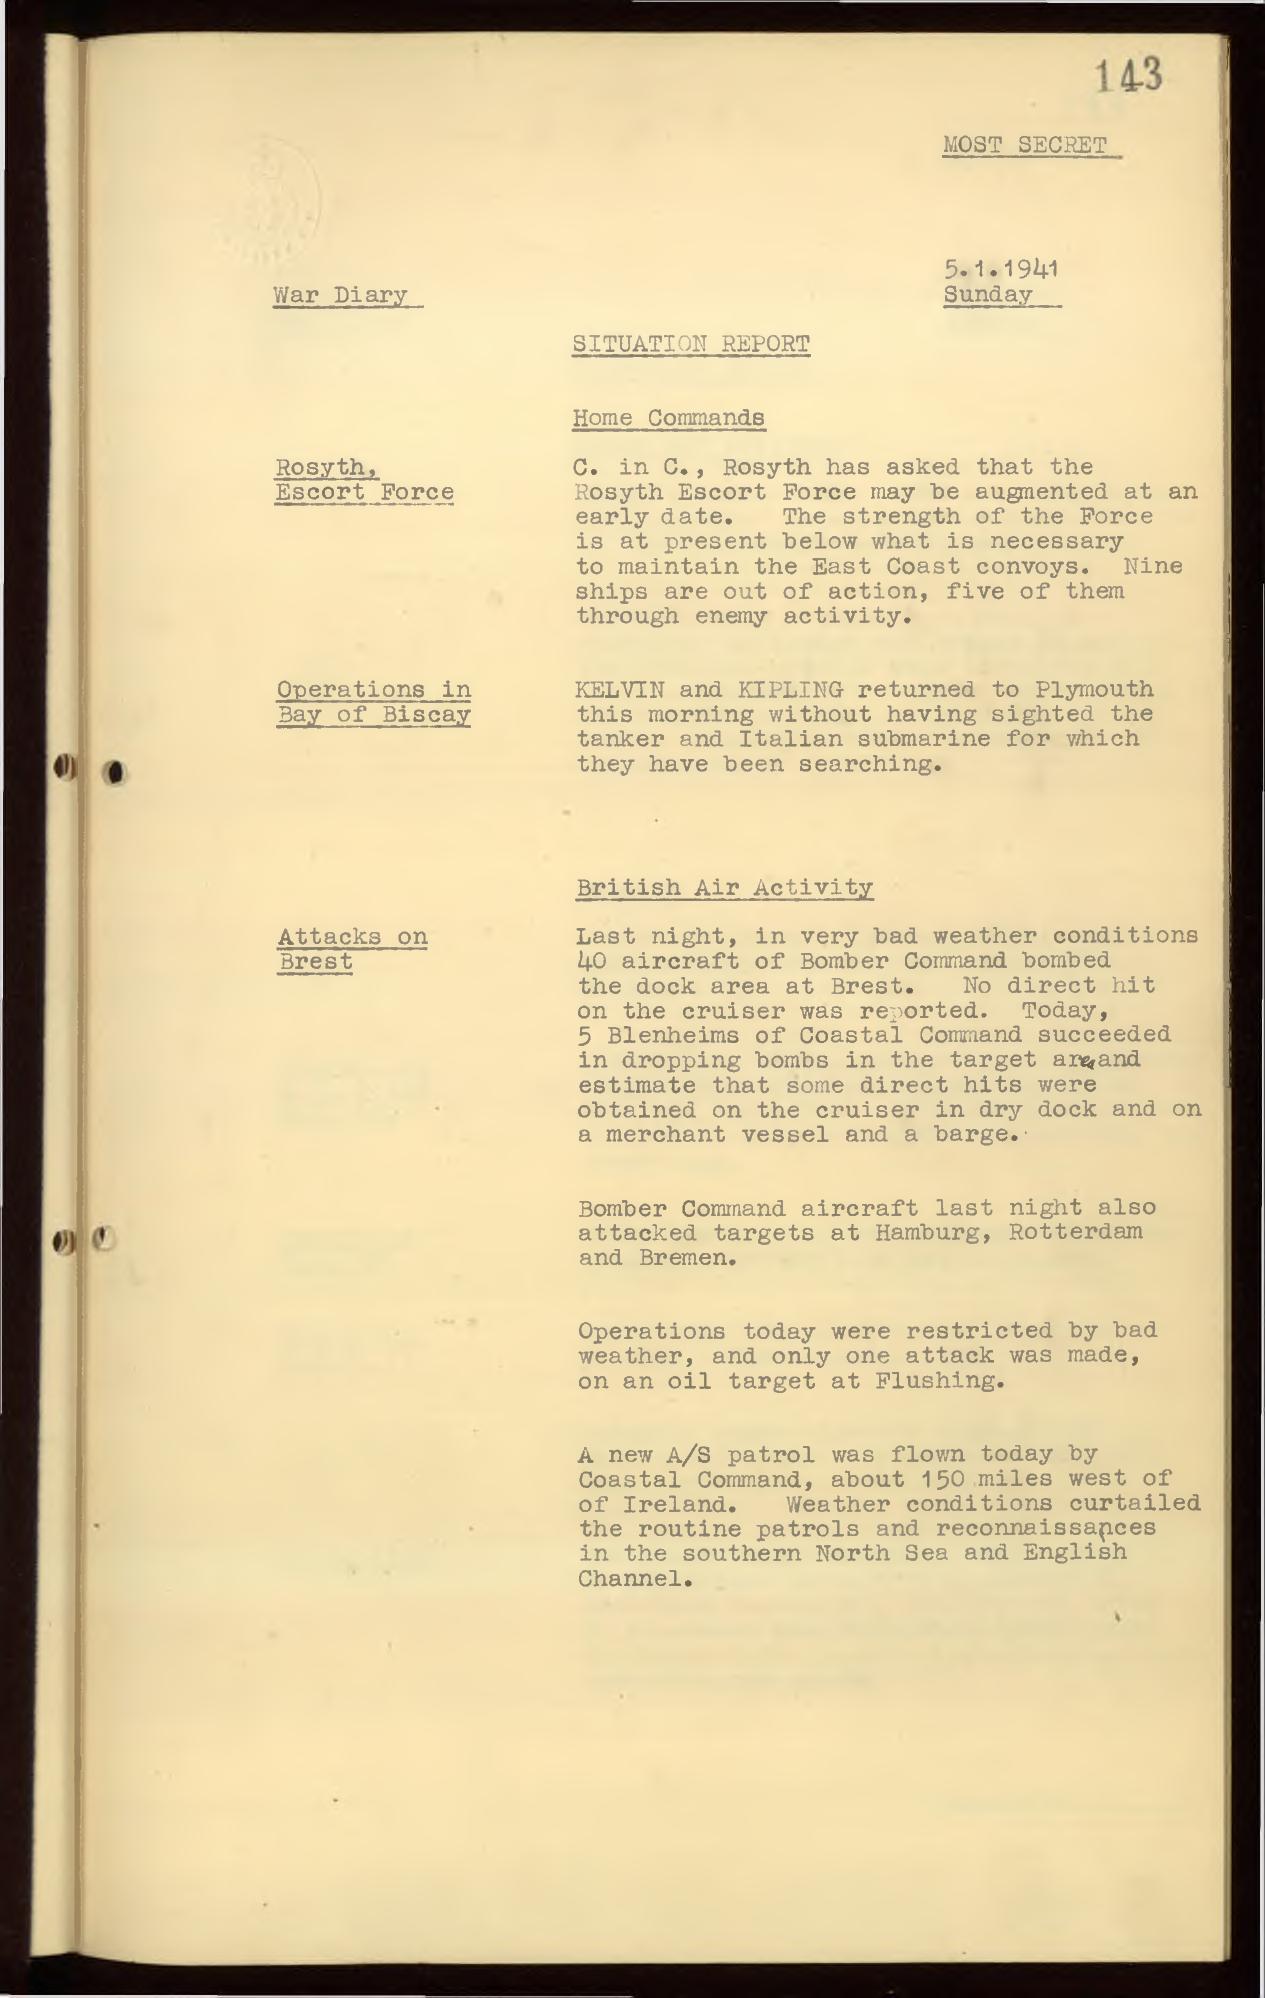 143
MOST SECRET
5.1.1941
War Diary
Sunday
SITUATION REPORT
Home Commands
Rosyth,
Escort Force
C. in C., Rosyth has asked that the
Rosyth Escort Force may be augmented at an
early date. The strength of the Force
is at present below what is necessary
to maintain the East Coast convoys. Nine
ships are out of action, five of them
through enemy activity.
Operations in
Bay of Biscay
KELVIN and KIPLING returned to Plymouth
this morning without having sighted the
tanker and Italian submarine for which
they have been searching.
British Air Activity
Attacks on
Brest
Last night, in very bad weather conditions
40 aircraft of Bomber Command bombed
the dock area at Brest. No direct hit
on the cruiser was reported. Today,
5 Blenheims of Coastal Command succeeded
in dropping bombs in the target area and
estimate that some direct hits were
obtained on the cruiser in dry dock and on
a merchant vessel and a barge.
Bomber Command aircraft last night also
attacked targets at Hamburg, Rotterdam
and Bremen.
Operations today were restricted by bad
weather, and only one attack was made,
on an oil target at Flushing.
A new A/S patrol was flown today by
Coastal Command, about 150 miles west of
of Ireland. Weather conditions curtailed
the routine patrols and reconnaissances
in the southern North Sea and English
Channel.